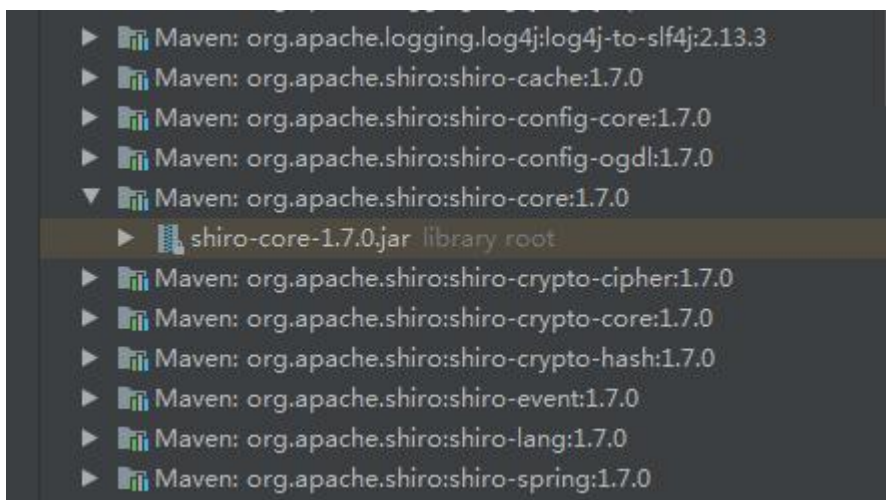 Maven: org.apache.logging.log4j:log4j-to-slf4j:2.13.3
Maven: org.apache.shiro:shiro-cache:1.7.0
Maven: org.apache.shiro:shiro-config-core:1.7.0
Maven: org.apache.shiro:shiro-config-ogdl:1.7.0
Maven: org.apache.shiro:shiro-core:1.7.0
shiro-core-1.7.0.jar library root
Maven: org.apache.shiro:shiro-crypto-cipher:1.7.0
Maven: org.apache.shiro:shiro-crypto-core:1.7.0
Maven: org.apache.shiro:shiro-crypto-hash:1.7.0
Maven: org.apache.shiro:shiro-event:1.7.0
Maven: org.apache.shiro:shiro-lang:1.7.0
Maven: org.apache.shiro:shiro-spring:1.7.0